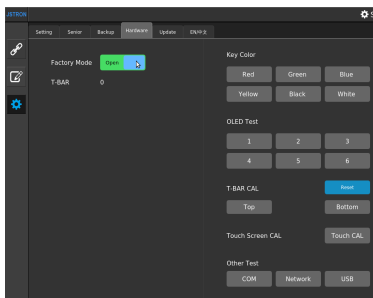 JSTRON
Setting Senior Backup Hardware Update EN/中文
Factory Mode Open
T-BAR 0
Key Color
Red Green Blue
Yellow Black White
OLED Test
1 2 3
4 5 6
T-BAR CAL Reset
Top Bottom
Touch Screen CAL Touch CAL
Other Test
COM Network USB